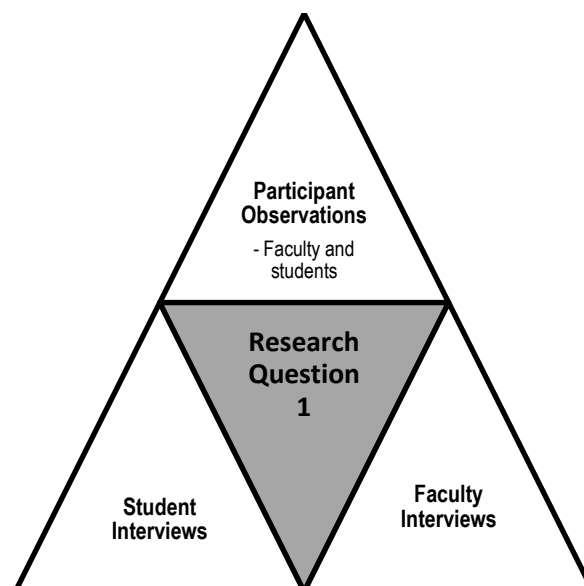 Participant
Observations
- Faculty and
students
Research
Question
1
Student
Interviews
Faculty
Interviews